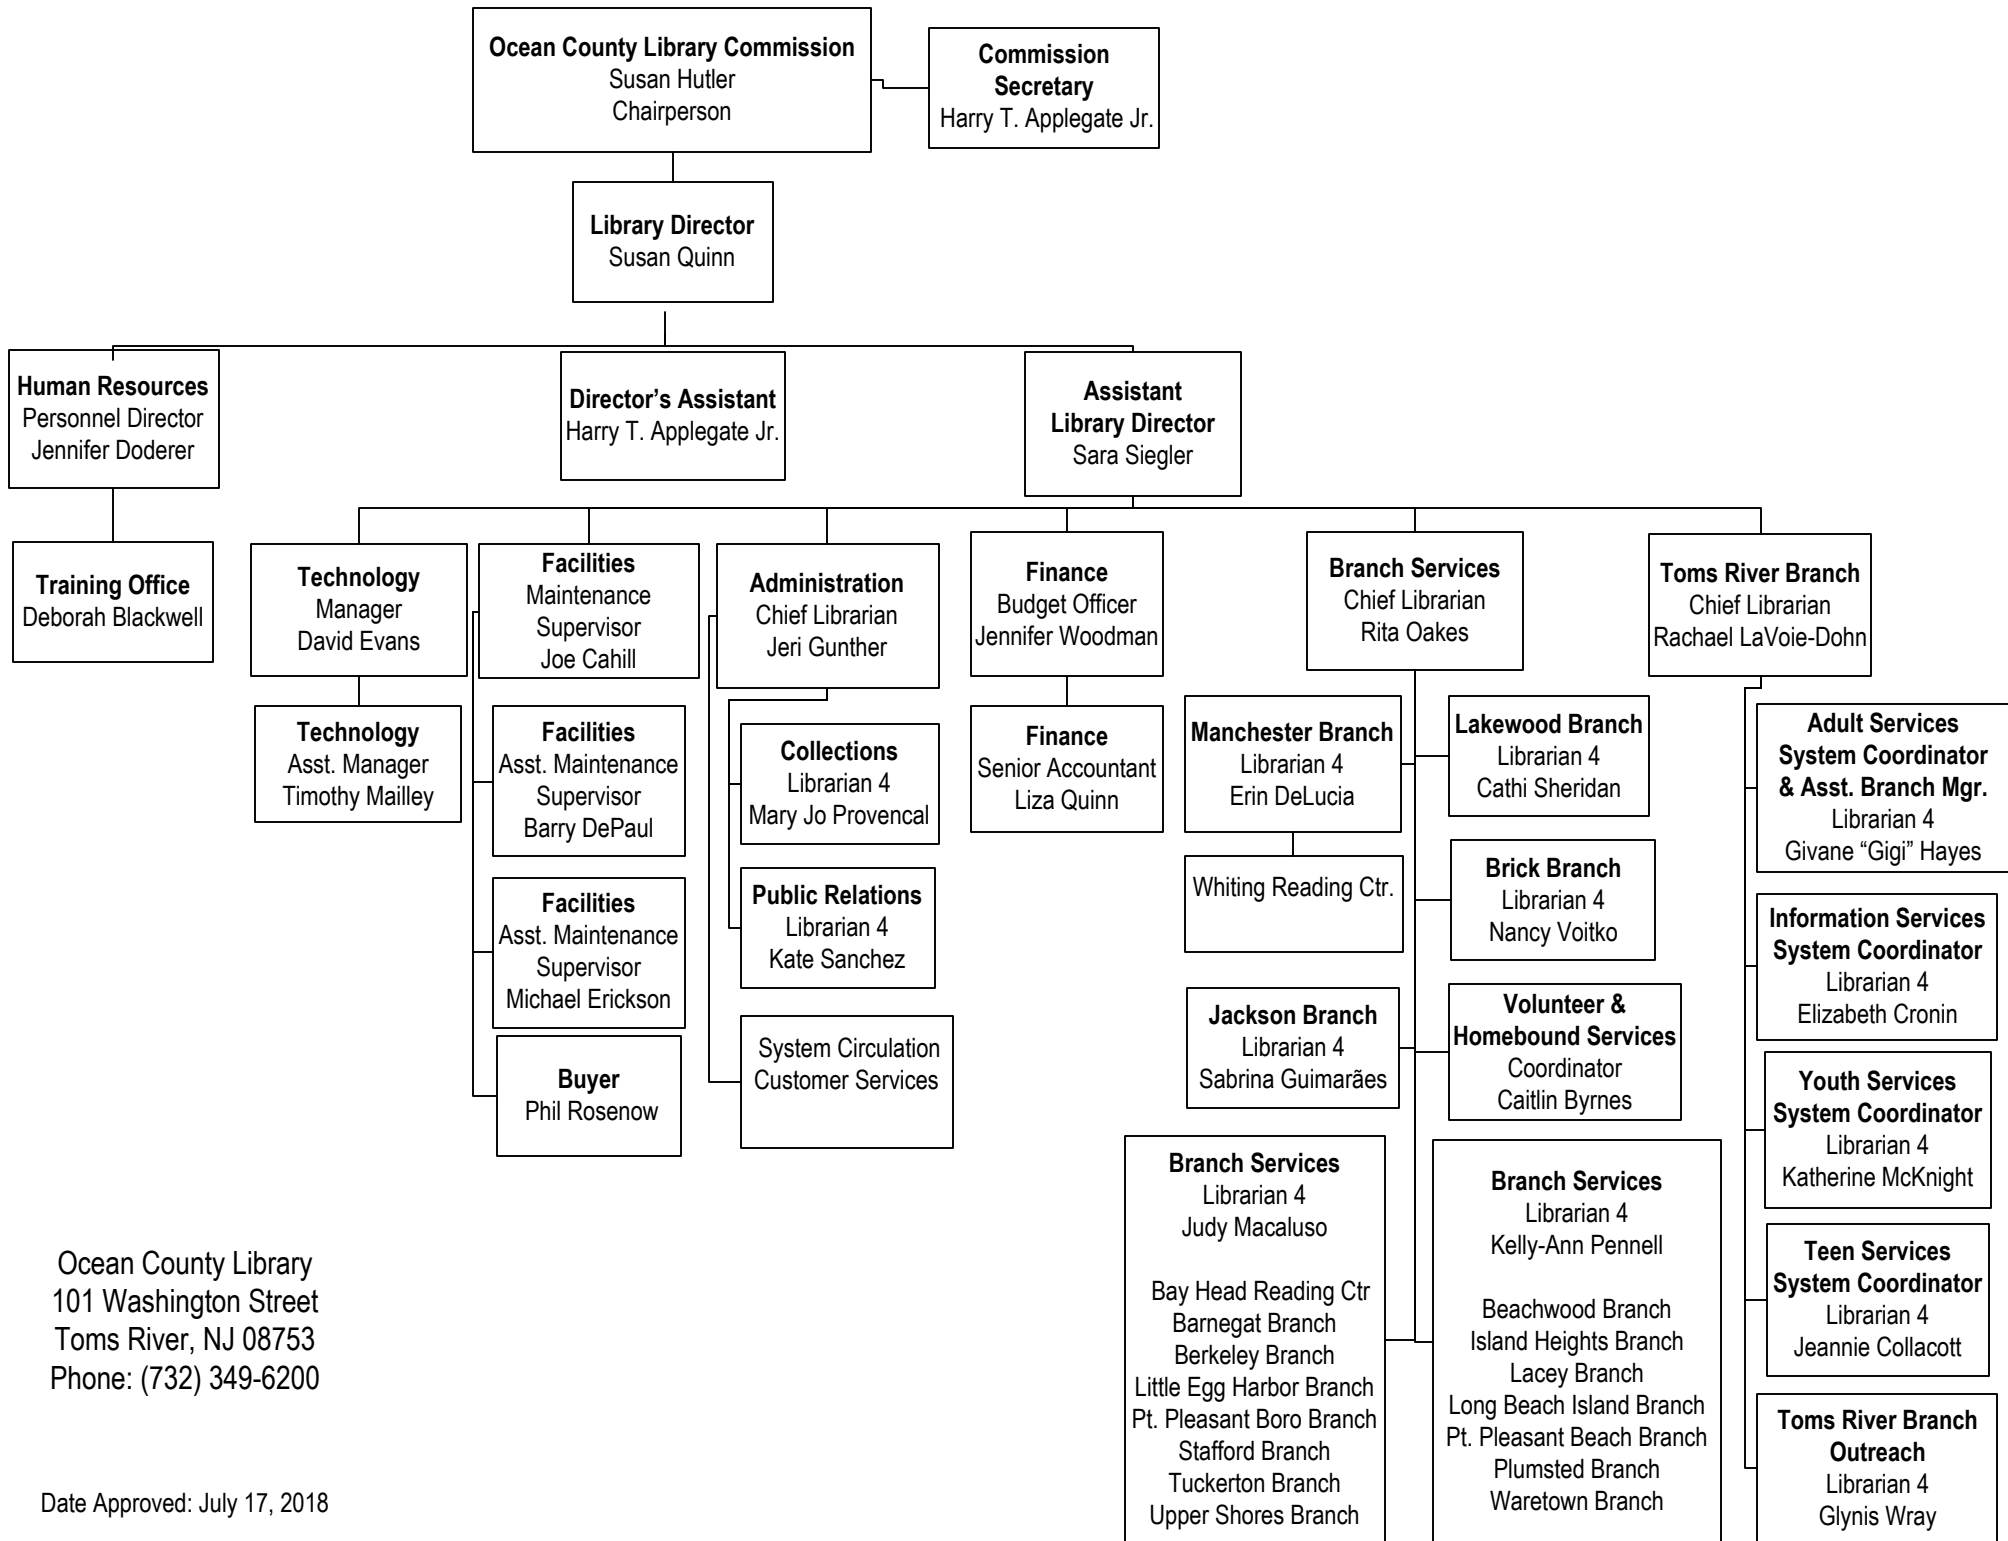 Ocean County Library Commission
Susan Hutler
Chairperson
Commission
Secretary
Harry T. Applegate Jr.
Library Director
Susan Quinn
Human Resources
Personnel Director
Jennifer Doderer
Director's Assistant
Harry T. Applegate Jr.
Assistant
Library Director
Sara Siegler
Training Office
Deborah Blackwell
Technology
Manager
David Evans
Facilities
Maintenance
Supervisor
Joe Cahill
Administration
Chief Librarian
Jeri Gunther
Finance
Budget Officer
Jennifer Woodman
Branch Services
Chief Librarian
Rita Oakes
Toms River Branch
Chief Librarian
Rachael LaVoie-Dohn
Technology
Asst. Manager
Timothy Mailley
Facilities
Asst. Maintenance
Supervisor
Barry DePaul
Facilities
Asst. Maintenance
Supervisor
Michael Erickson
Buyer
Phil Rosenow
Collections
Librarian 4
Mary Jo Provencal
Public Relations
Librarian 4
Kate Sanchez
System Circulation
Customer Services
Finance
Senior Accountant
Liza Quinn
Manchester Branch
Librarian 4
Erin DeLucia
Whiting Reading Ctr.
Jackson Branch
Librarian 4
Sabrina Guimarães
Branch Services
Librarian 4
Judy Macaluso
Bay Head Reading Ctr
Barnegat Branch
Berkeley Branch
Little Egg Harbor Branch
Pt. Pleasant Boro Branch
Stafford Branch
Tuckerton Branch
Upper Shores Branch
Lakewood Branch
Librarian 4
Cathi Sheridan
Brick Branch
Librarian 4
Nancy Voitko
Volunteer &
Homebound Services
Coordinator
Caitlin Byrnes
Branch Services
Librarian 4
Kelly-Ann Pennell
Beachwood Branch
Island Heights Branch
Lacey Branch
Long Beach Island Branch
Pt. Pleasant Beach Branch
Plumsted Branch
Waretown Branch
Adult Services
System Coordinator
& Asst. Branch Mgr.
Librarian 4
Givane “Gigi” Hayes
Information Services
System Coordinator
Librarian 4
Elizabeth Cronin
Youth Services
System Coordinator
Librarian 4
Katherine McKnight
Teen Services
System Coordinator
Librarian 4
Jeannie Collacott
Toms River Branch
Outreach
Librarian 4
Glynis Wray
Ocean County Library
101 Washington Street
Toms River, NJ 08753
Phone: (732) 349-6200
Date Approved: July 17, 2018